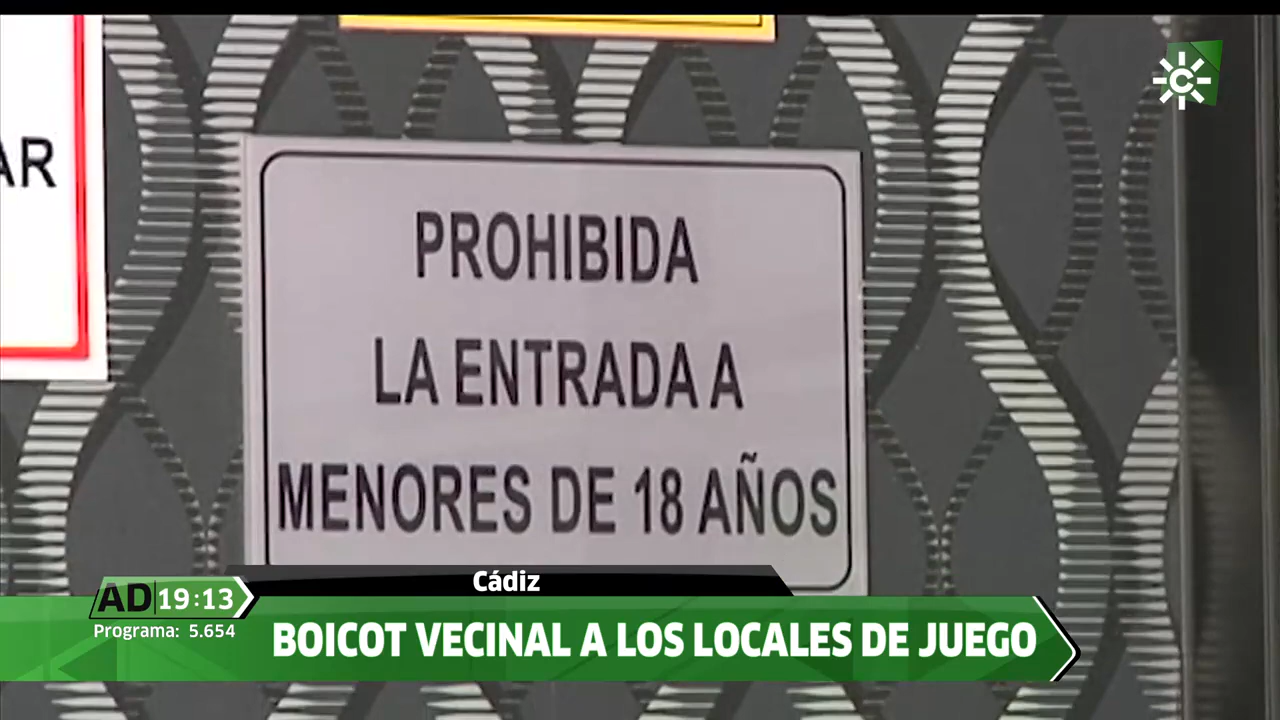 AR
PROHIBIDA
LA ENTRADA A
MENORES DE 18 AÑOS
Cádiz
AD 19:13
Programa: 5.654
BOICOT VECINAL A LOS LOCALES DE JUEGO